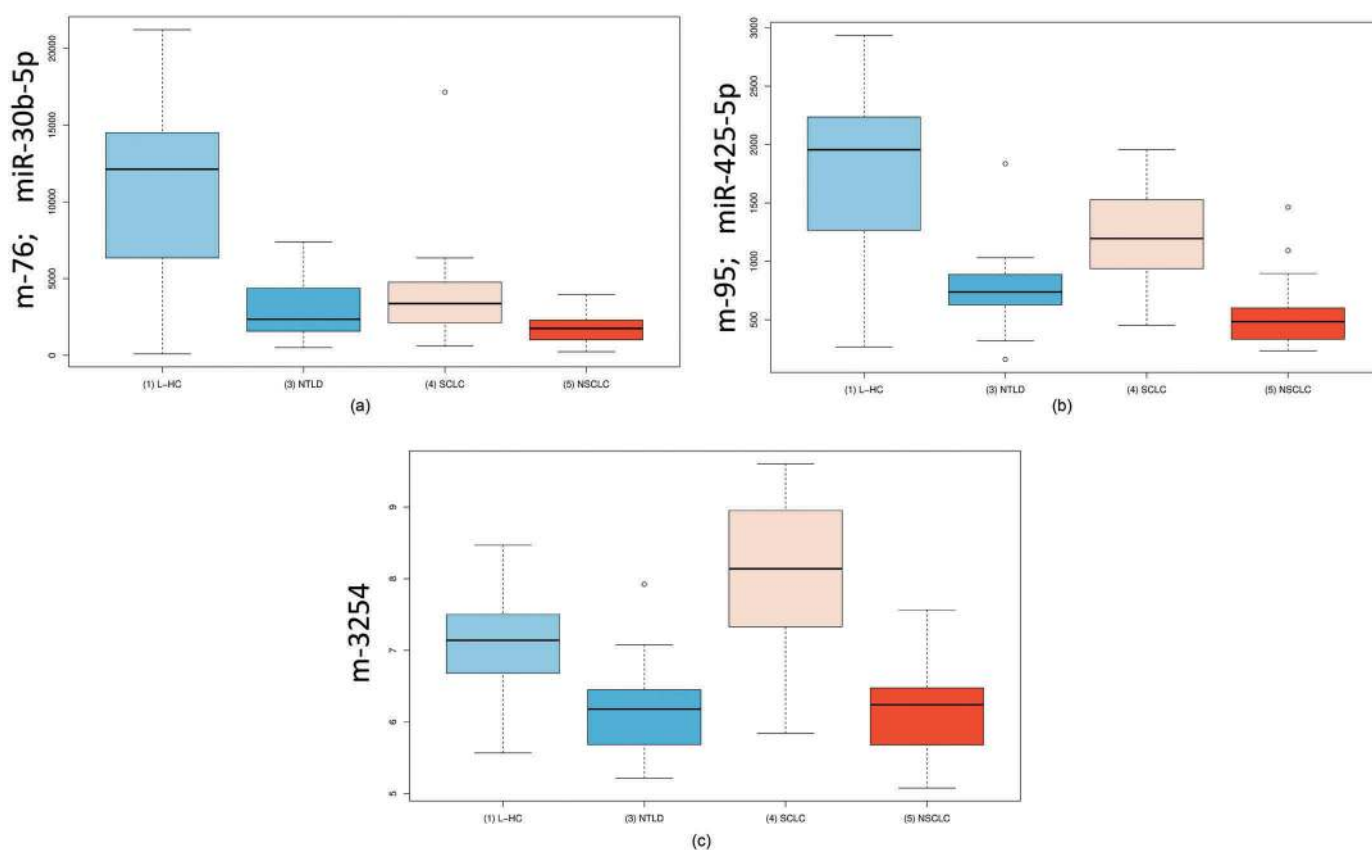 m-76; miR-30b-5p
20000
15000
10000
5000
0
(1) L-HC (3) NTLD (4) SCLC (5) NSCLC
(a)
m-95; miR-425-5p
3000
2500
2000
1500
1000
500
(1) L-HC (3) NTLD (4) SCLC (5) NSCLC
(b)
m-3254
9
8
7
6
5
(1) L-HC (3) NTLD (4) SCLC (5) NSCLC
(c)